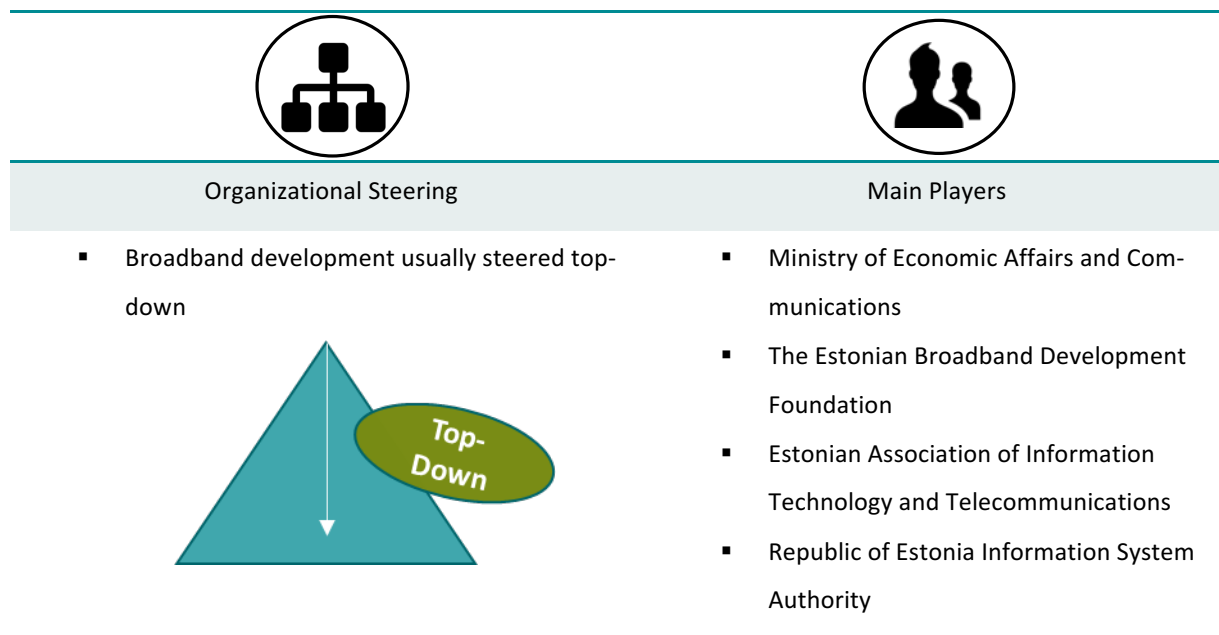 Organizational Steering
Main Players
▪ Broadband development usually steered top-
down
Top-
Down
▪ Ministry of Economic Affairs and Com-
munications
▪ The Estonian Broadband Development
Foundation
▪ Estonian Association of Information
Technology and Telecommunications
▪ Republic of Estonia Information System
Authority